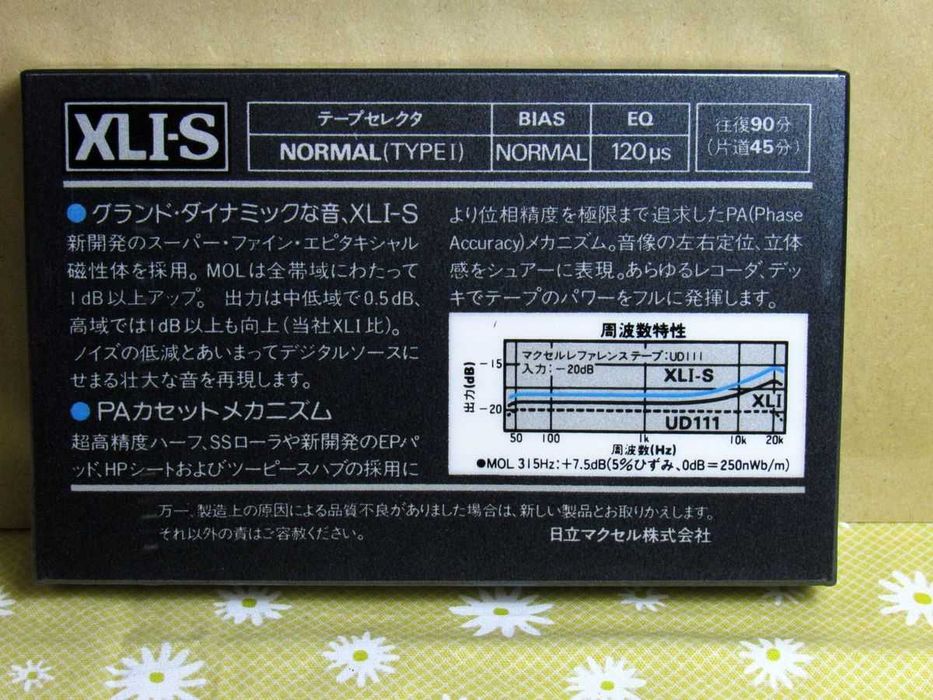 XLI-S
テープセレクタ BIAS EQ
NORMAL(TYPE I) NORMAL 120μs
往復90分
(片道45分)
●グランド・ダイナミックな音、XLI-S
新開発のスーパー・ファイン・エピタキシャル
磁性体を採用。MOLは全帯域にわたって
1dB以上アップ。出力は中低域で0.5dB、
高域では1dB以上も向上(当社XLI比)。
ノイズの低減とあいまってデジタルソースに
せまる壮大な音を再現します。
●PAカセットメカニズム
超高精度ハーフ、SSローラや新開発のEPパ
ッド、HPシートおよびツーピースハブの採用に
より位相精度を極限まで追求したPA(Phase
Accuracy)メカニズム。音像の左右定位、立体
感をシュアーに表現。あらゆるレコーダ、デッ
キでテープのパワーをフルに発揮します。
周波数特性
マクセルレファレンステープ:UD111
入力:-20dB
出力(dB)
-15
-20
XLI-S
XLI
UD111
50 100 1k 10k 20k
周波数(Hz)
●MOL 315Hz:+7.5dB(5%ひずみ、0dB=250nWb/m)
万一、製造上の原因による品質不良がありました場合は、新しい製品とお取りかえします。
それ以外の責はご容赦ください。
日立マクセル株式会社